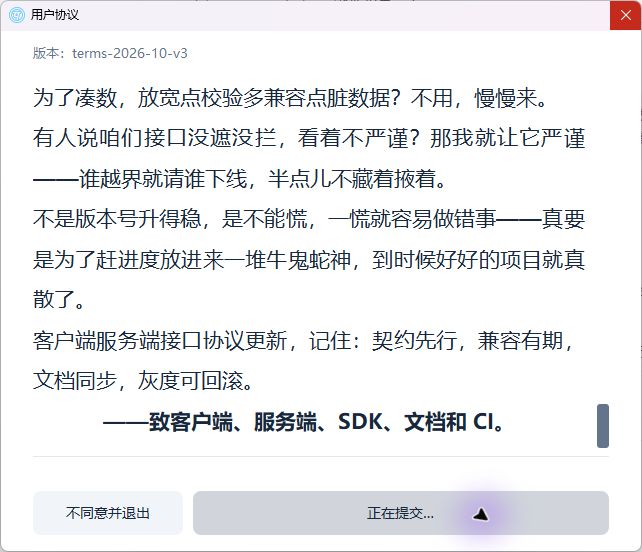 用户协议
版本：terms-2026-10-v3
为了凑数，放宽点校验多兼容点脏数据？不用，慢慢来。
有人说咱们接口没遮没拦，看着不严谨？那我就让它严谨
——谁越界就请谁下线，半点儿不藏着掖着。
不是版本号升得稳，是不能慌，一慌就容易做错事——真要
是为了赶进度放进来一堆牛鬼蛇神，到时候好好的项目就真
散了。
客户端服务端接口协议更新，记住：契约先行，兼容有期，
文档同步，灰度可回滚。
——致客户端、服务端、SDK、文档和 CI。
不同意并退出
正在提交...